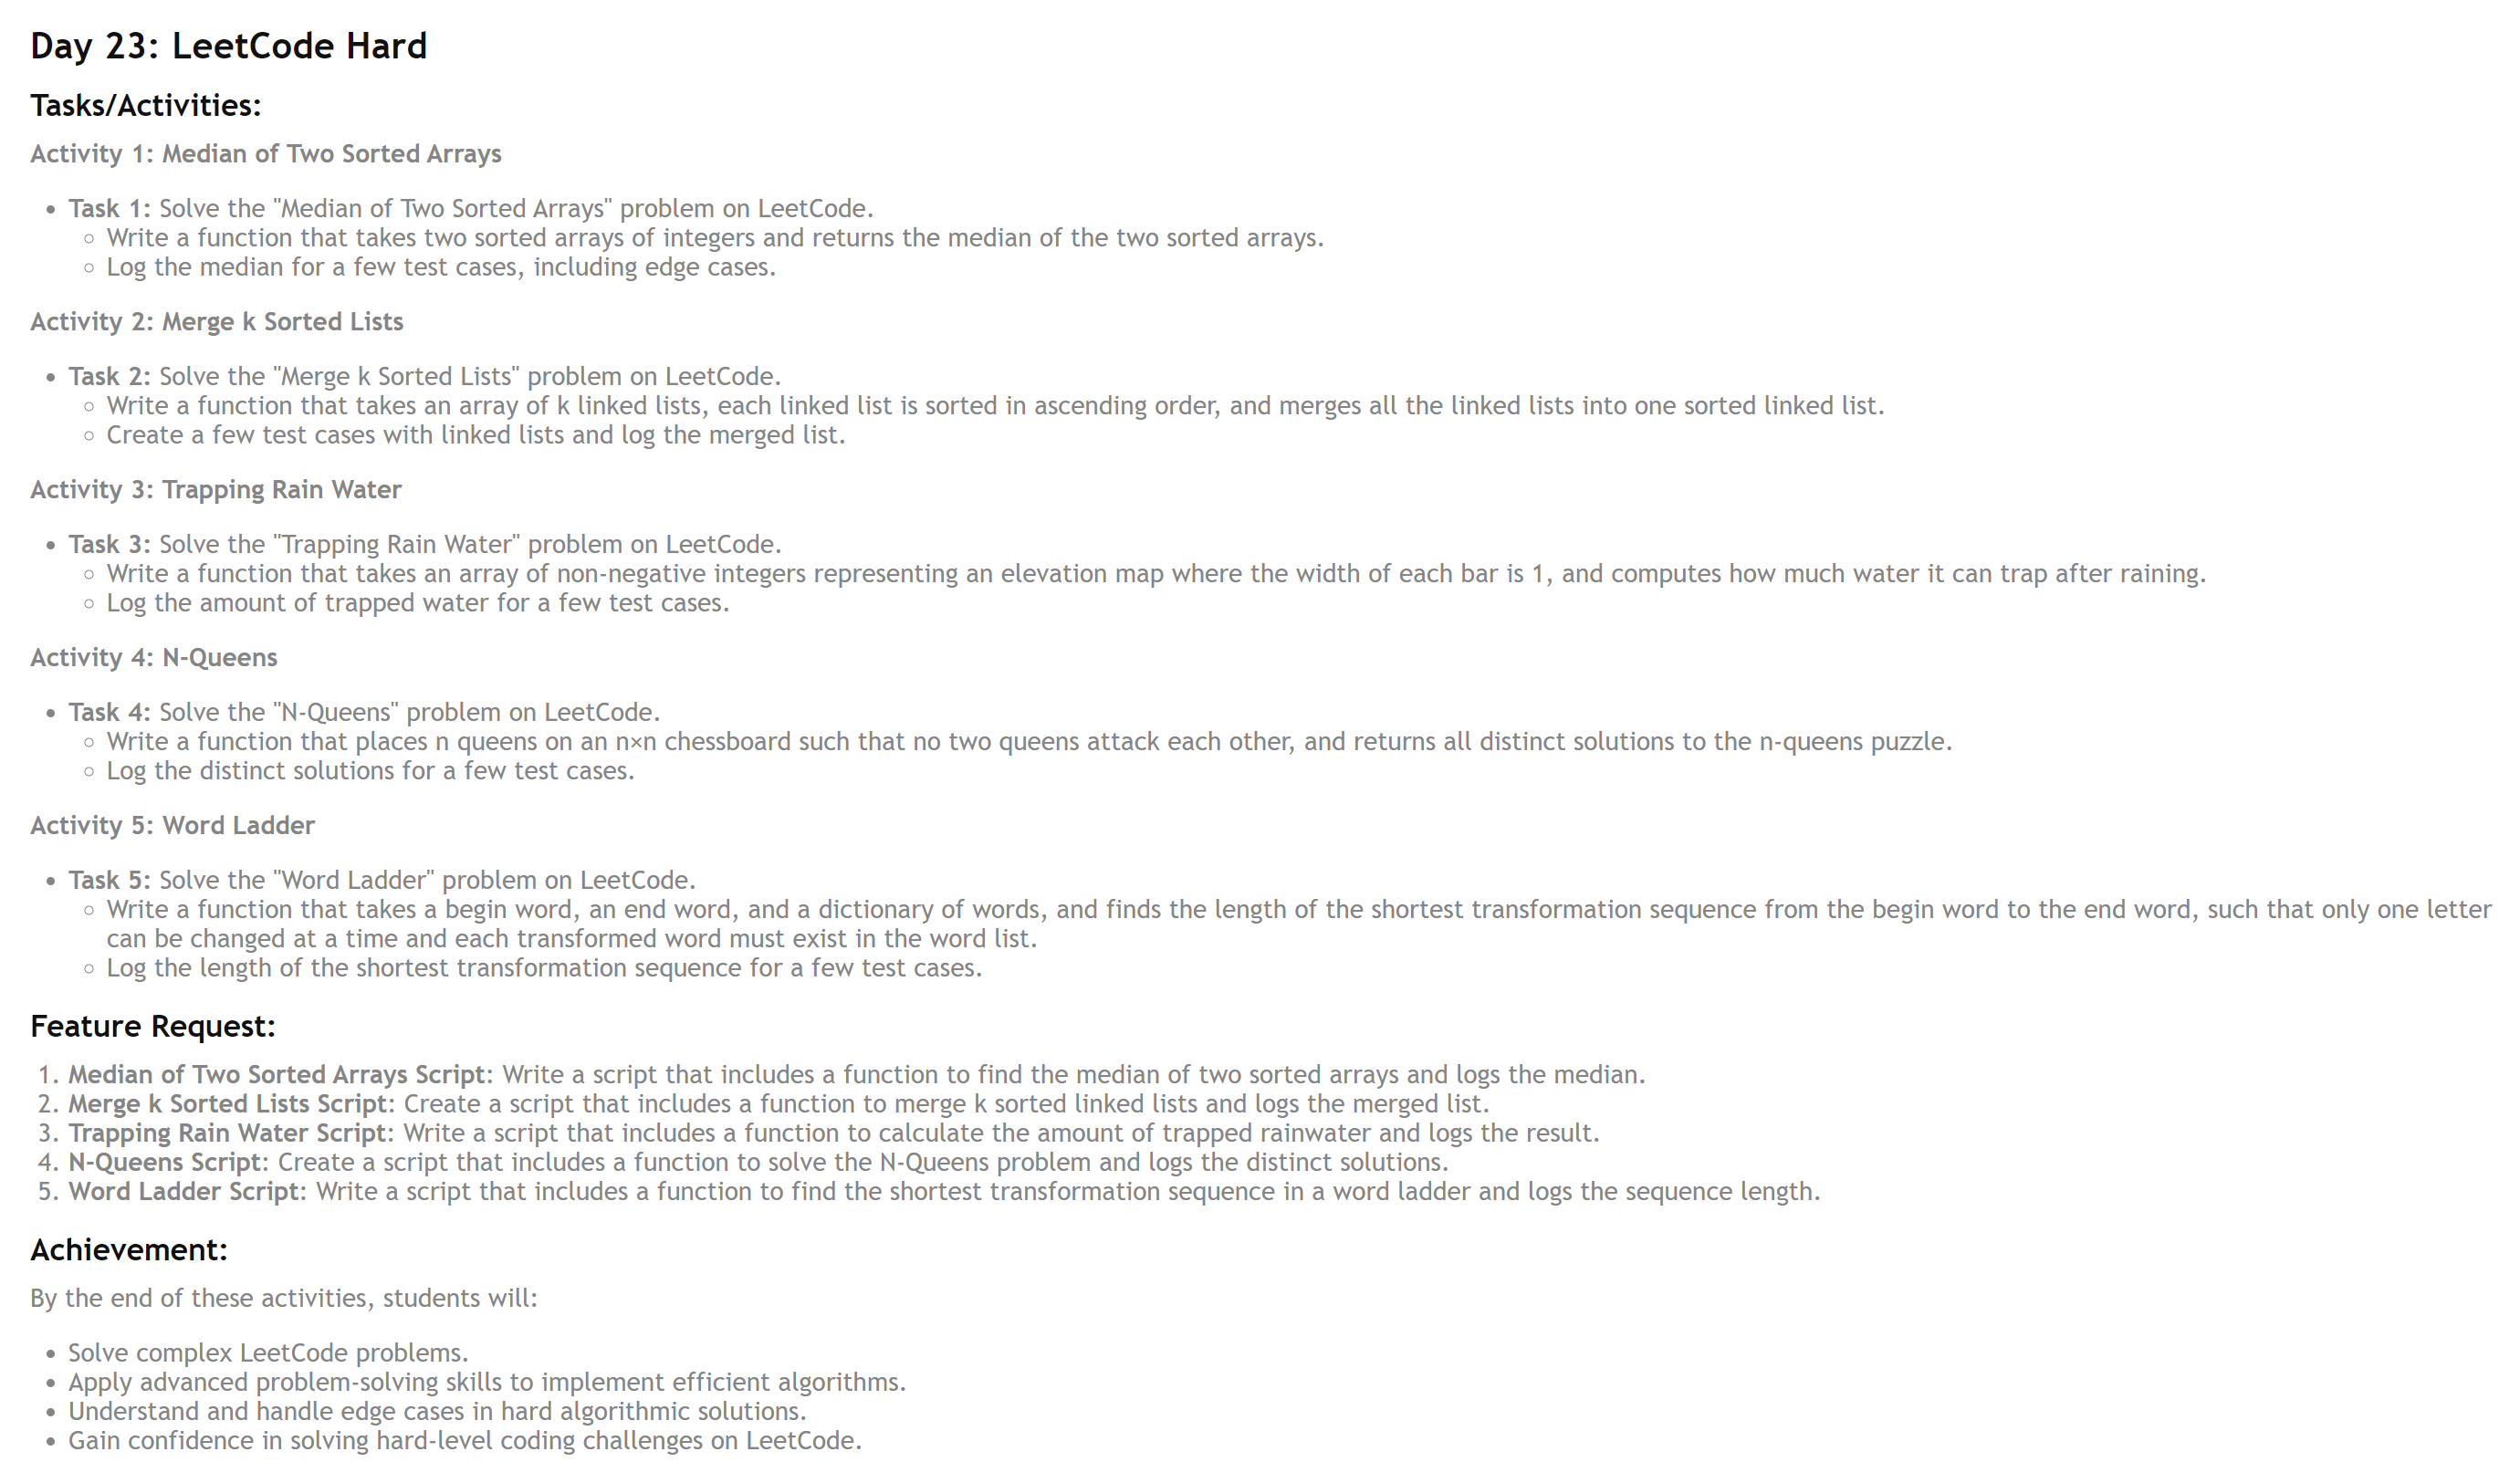 Day 23: LeetCode Hard
Tasks/Activities:
Activity 1: Median of Two Sorted Arrays
• Task 1: Solve the "Median of Two Sorted Arrays" problem on LeetCode.
◦ Write a function that takes two sorted arrays of integers and returns the median of the two sorted arrays.
◦ Log the median for a few test cases, including edge cases.
Activity 2: Merge k Sorted Lists
• Task 2: Solve the "Merge k Sorted Lists" problem on LeetCode.
◦ Write a function that takes an array of k linked lists, each linked list is sorted in ascending order, and merges all the linked lists into one sorted linked list.
◦ Create a few test cases with linked lists and log the merged list.
Activity 3: Trapping Rain Water
• Task 3: Solve the "Trapping Rain Water" problem on LeetCode.
◦ Write a function that takes an array of non-negative integers representing an elevation map where the width of each bar is 1, and computes how much water it can trap after raining.
◦ Log the amount of trapped water for a few test cases.
Activity 4: N-Queens
• Task 4: Solve the "N-Queens" problem on LeetCode.
◦ Write a function that places n queens on an n×n chessboard such that no two queens attack each other, and returns all distinct solutions to the n-queens puzzle.
◦ Log the distinct solutions for a few test cases.
Activity 5: Word Ladder
• Task 5: Solve the "Word Ladder" problem on LeetCode.
◦ Write a function that takes a begin word, an end word, and a dictionary of words, and finds the length of the shortest transformation sequence from the begin word to the end word, such that only one letter
can be changed at a time and each transformed word must exist in the word list.
◦ Log the length of the shortest transformation sequence for a few test cases.
Feature Request:
1. Median of Two Sorted Arrays Script: Write a script that includes a function to find the median of two sorted arrays and logs the median.
2. Merge k Sorted Lists Script: Create a script that includes a function to merge k sorted linked lists and logs the merged list.
3. Trapping Rain Water Script: Write a script that includes a function to calculate the amount of trapped rainwater and logs the result.
4. N-Queens Script: Create a script that includes a function to solve the N-Queens problem and logs the distinct solutions.
5. Word Ladder Script: Write a script that includes a function to find the shortest transformation sequence in a word ladder and logs the sequence length.
Achievement:
By the end of these activities, students will:
• Solve complex LeetCode problems.
• Apply advanced problem-solving skills to implement efficient algorithms.
• Understand and handle edge cases in hard algorithmic solutions.
• Gain confidence in solving hard-level coding challenges on LeetCode.